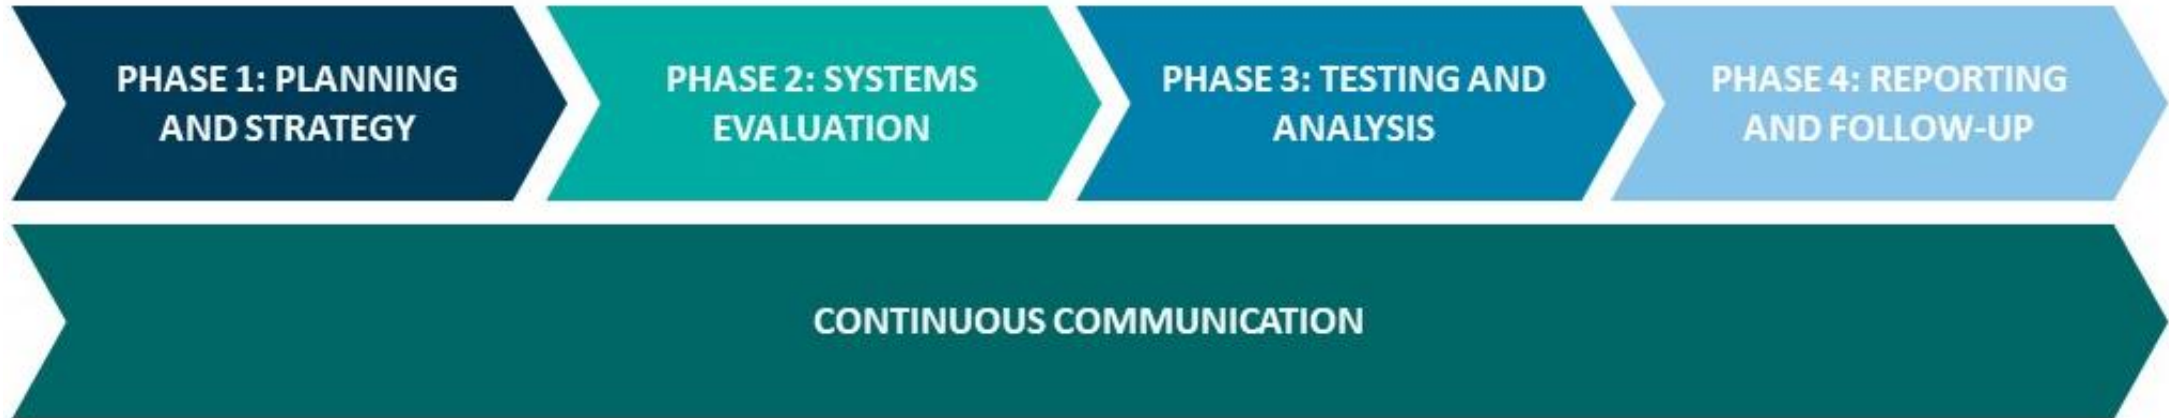 PHASE 1: PLANNING
AND STRATEGY
PHASE 2: SYSTEMS
EVALUATION
PHASE 3: TESTING AND
ANALYSIS
PHASE 4: REPORTING
AND FOLLOW-UP
CONTINUOUS COMMUNICATION